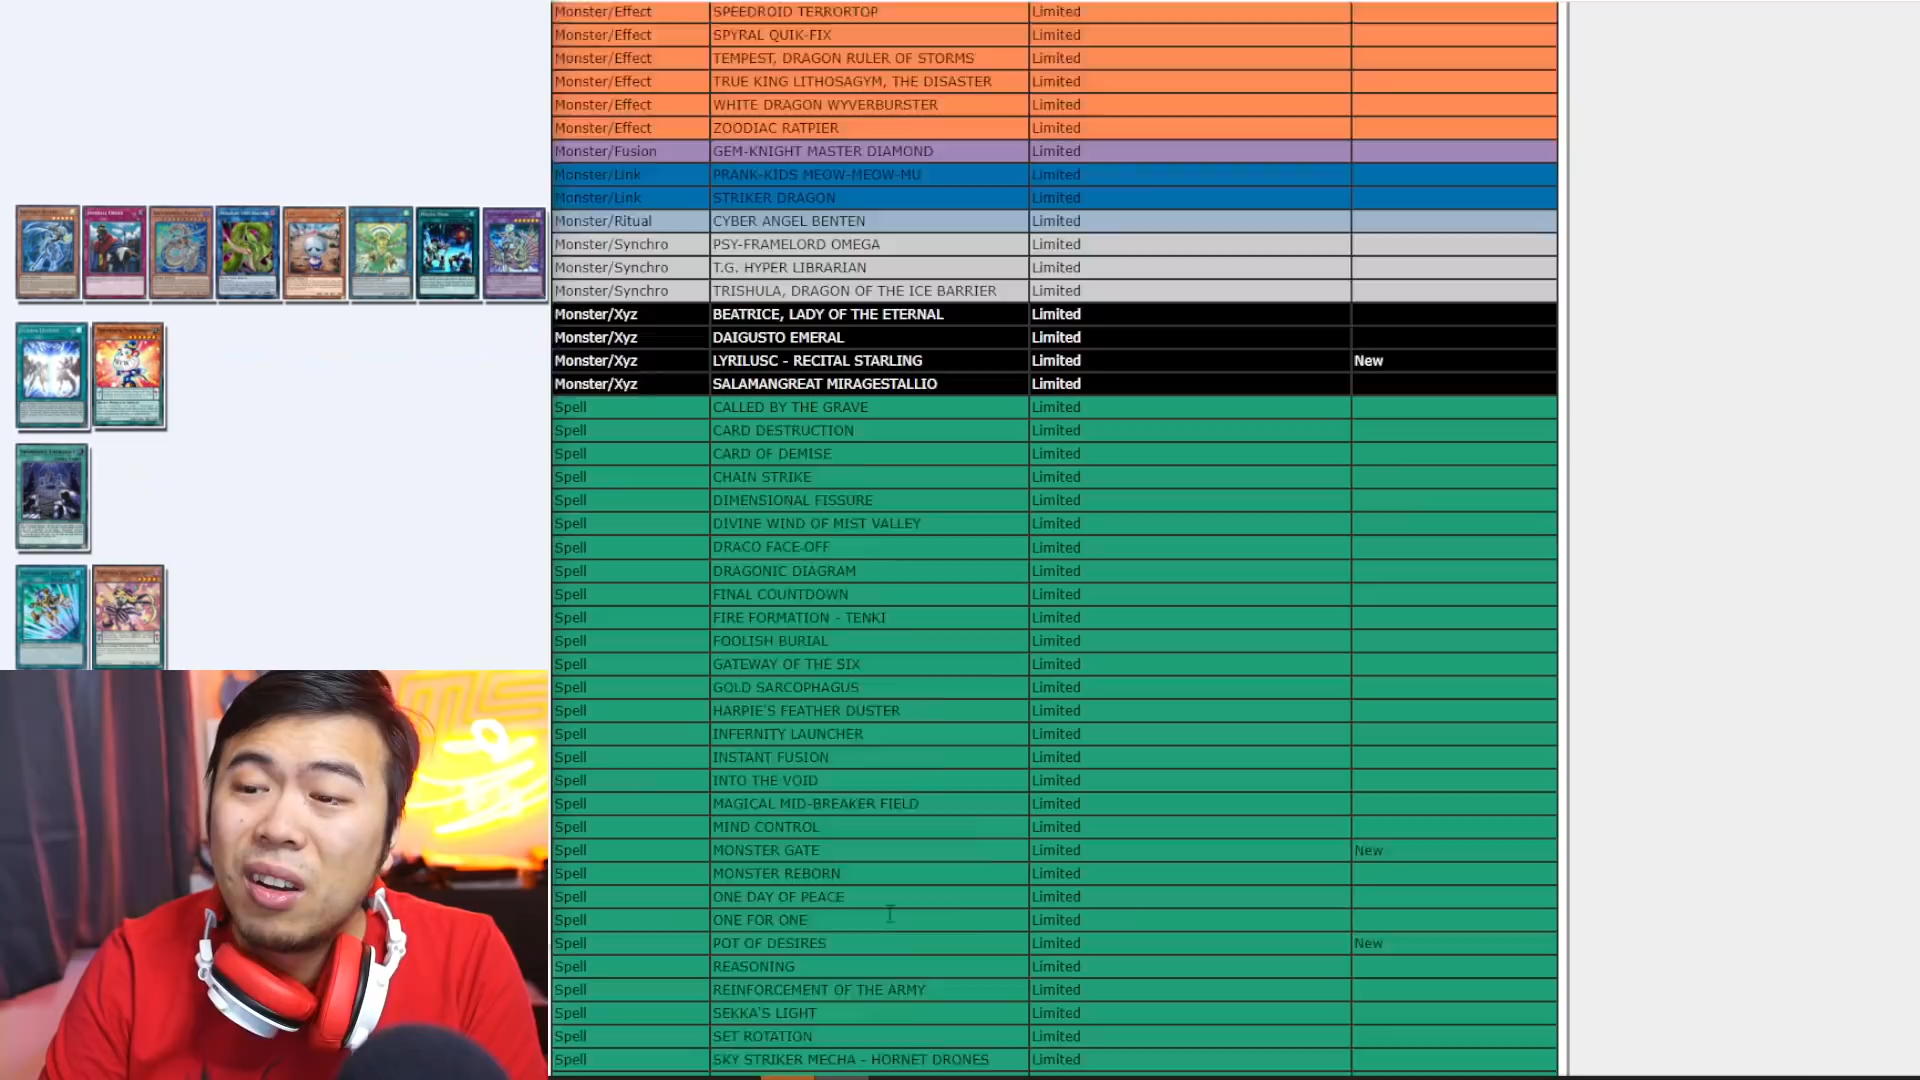 Monster/Effect SPEEDROID TERRORTOP Limited
Monster/Effect SPYRAL QUIK-FIX Limited
Monster/Effect TEMPEST, DRAGON RULER OF STORMS Limited
Monster/Effect TRUE KING LITHOSAGYM, THE DISASTER Limited
Monster/Effect WHITE DRAGON WYVERBURSTER Limited
Monster/Effect ZOODIAC RATPIER Limited
Monster/Fusion GEM-KNIGHT MASTER DIAMOND Limited
Monster/Link PRANK-KIDS MEOW-MEOW-MU Limited
Monster/Link STRIKER DRAGON Limited
Monster/Ritual CYBER ANGEL BENTEN Limited
Monster/Synchro PSY-FRAMELORD OMEGA Limited
Monster/Synchro T.G. HYPER LIBRARIAN Limited
Monster/Synchro TRISHULA, DRAGON OF THE ICE BARRIER Limited
Monster/Xyz BEATRICE, LADY OF THE ETERNAL Limited
Monster/Xyz DAIGUSTO EMERAL Limited
Monster/Xyz LYRILUSC - RECITAL STARLING Limited New
Monster/Xyz SALAMANGREAT MIRAGESTALLIO Limited
Spell CALLED BY THE GRAVE Limited
Spell CARD DESTRUCTION Limited
Spell CARD OF DEMISE Limited
Spell CHAIN STRIKE Limited
Spell DIMENSIONAL FISSURE Limited
Spell DIVINE WIND OF MIST VALLEY Limited
Spell DRACO FACE-OFF Limited
Spell DRAGONIC DIAGRAM Limited
Spell FINAL COUNTDOWN Limited
Spell FIRE FORMATION - TENKI Limited
Spell FOOLISH BURIAL Limited
Spell GATEWAY OF THE SIX Limited
Spell GOLD SARCOPHAGUS Limited
Spell HARPIE'S FEATHER DUSTER Limited
Spell INFERNITY LAUNCHER Limited
Spell INSTANT FUSION Limited
Spell INTO THE VOID Limited
Spell MAGICAL MID-BREAKER FIELD Limited
Spell MIND CONTROL Limited
Spell MONSTER GATE Limited New
Spell MONSTER REBORN Limited
Spell ONE DAY OF PEACE Limited
Spell ONE FOR ONE Limited
Spell POT OF DESIRES Limited New
Spell REASONING Limited
Spell REINFORCEMENT OF THE ARMY Limited
Spell SEKKA'S LIGHT Limited
Spell SET ROTATION Limited
Spell SKY STRIKER MECHA - HORNET DRONES Limited